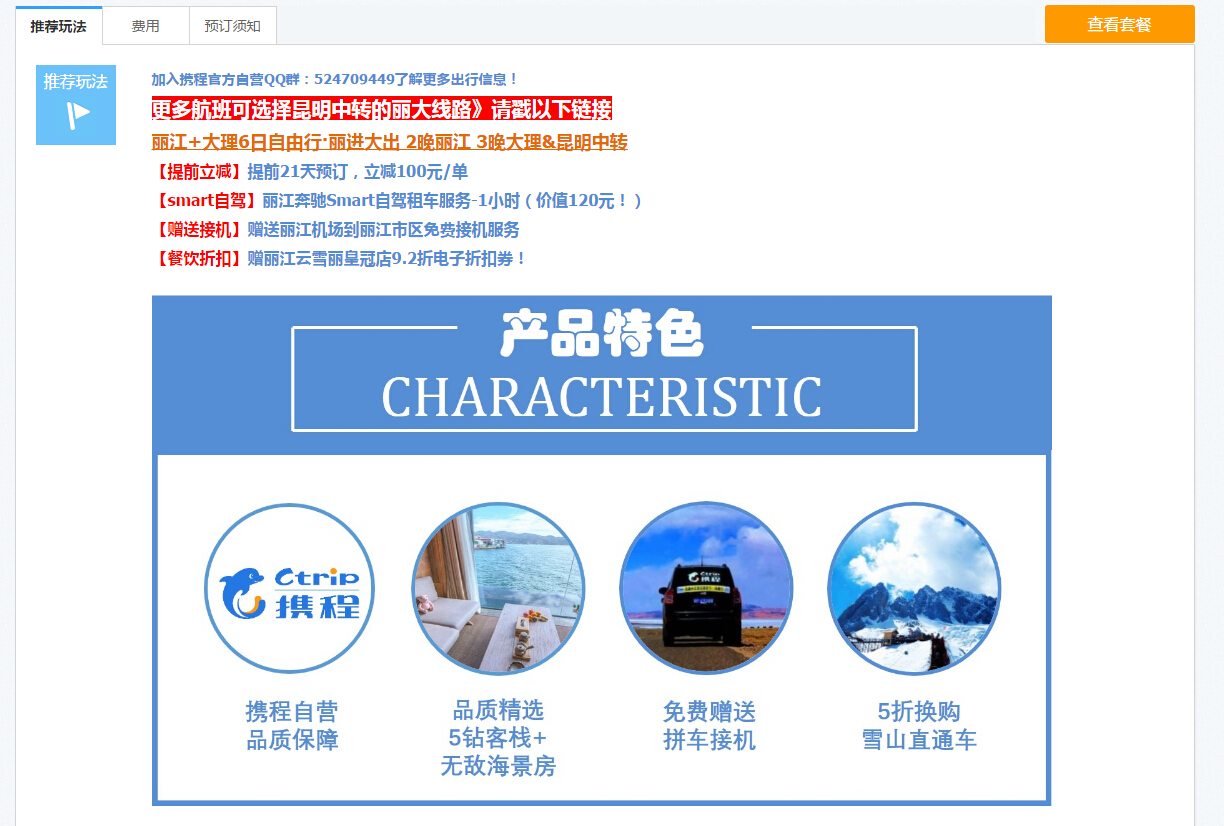 推荐玩法
费用
预订须知
查看套餐
推荐玩法
加入携程官方自营QQ群：524709449了解更多出行信息！
更多航班可选择昆明中转的丽大线路》请戳以下链接
丽江+大理6日自由行·丽进大出 2晚丽江 3晚大理&昆明中转
【提前立减】提前21天预订，立减100元/单
【smart自驾】丽江奔驰Smart自驾租车服务-1小时（价值120元！）
【赠送接机】赠送丽江机场到丽江市区免费接机服务
【餐饮折扣】赠丽江云雪丽皇冠店9.2折电子折扣券！
产品特色
CHARACTERISTIC
Ctrip
携程
Ctrip
携程
携程自营
品质保障
品质精选
5钻客栈+
无敌海景房
免费赠送
拼车接机
5折换购
雪山直通车